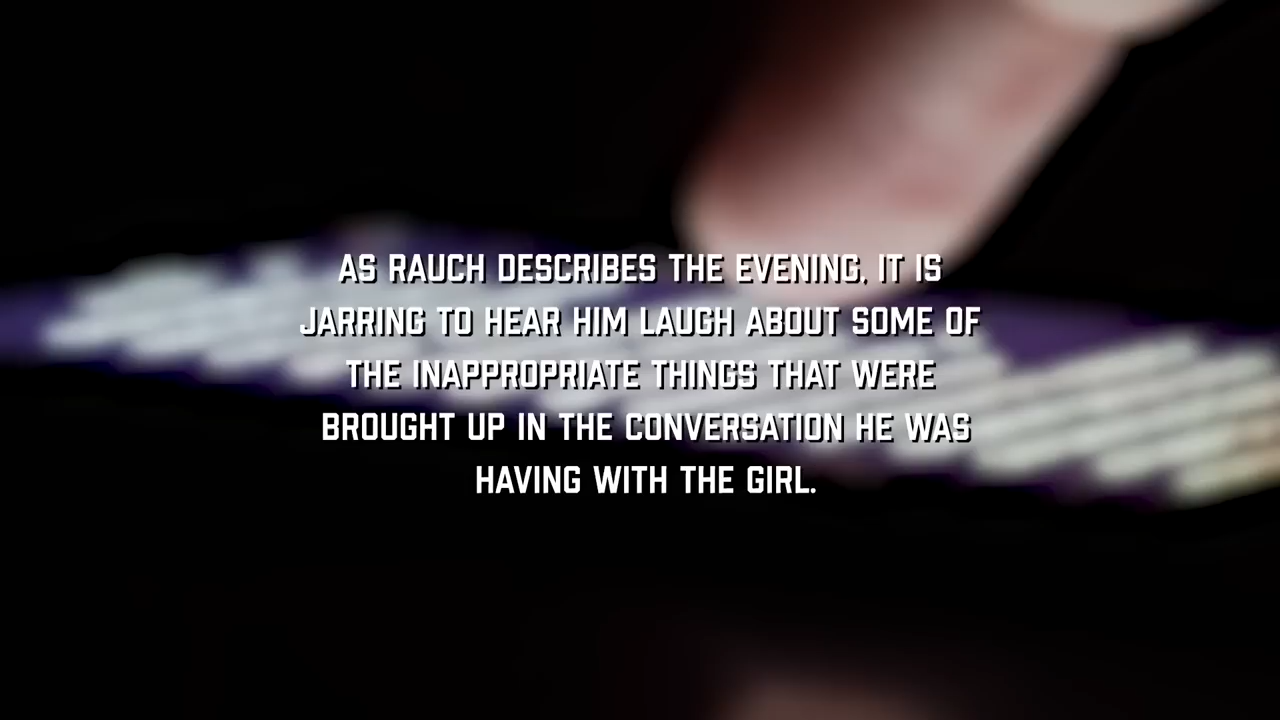 AS RAUCH DESCRIBES THE EVENING, IT IS
JARRING TO HEAR HIM LAUGH ABOUT SOME OF
THE INAPPROPRIATE THINGS THAT WERE
BROUGHT UP IN THE CONVERSATION HE WAS
HAVING WITH THE GIRL.